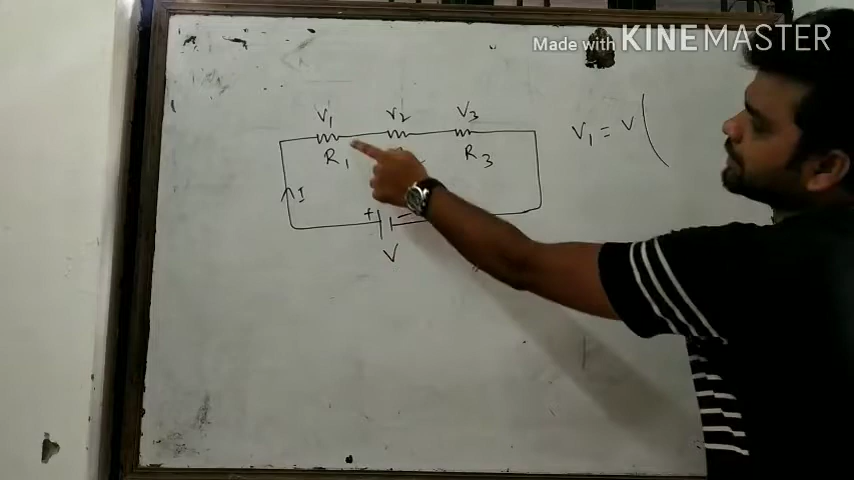 Made with KINEMASTER
V1 V2 V3
V1 = V (
R1 R3
I
+ -
V